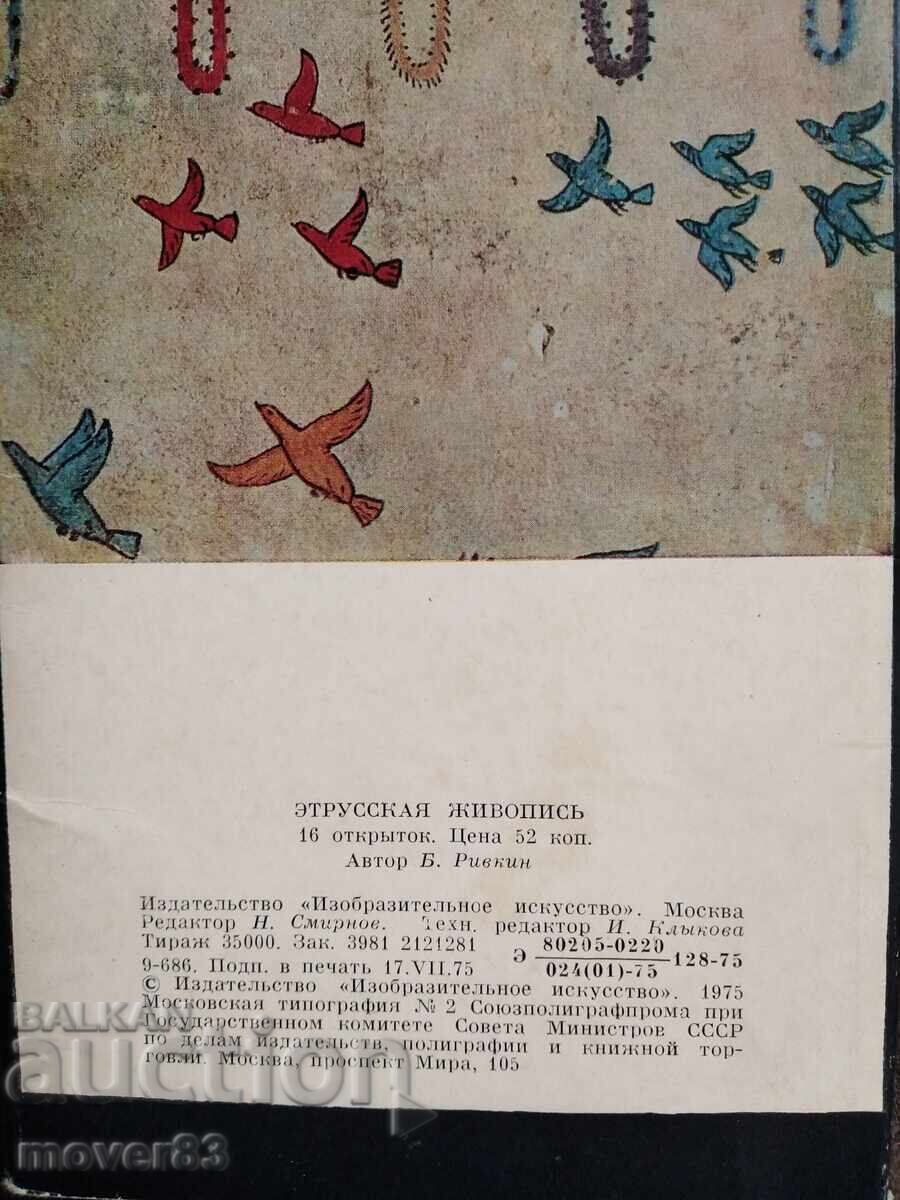 ЭТРУССКАЯ ЖИВОПИСЬ
16 открыток. Цена 52 коп.
Автор Б. Ривкин
Издательство «Изобразительное искусство». Москва
Редактор Н. Смирнов. Техн. редактор И. Клыкова
Тираж 35000. Зак. 3981 2121281
Э 80205-0220 128-75
024(01)-75
9-686. Подп. в печать 17.VII.75
© Издательство «Изобразительное искусство». 1975
Московская типография № 2 Союзполиграфпрома при
Государственном комитете Совета Министров СССР
по делам издательств, полиграфии и книжной тор-
говли. Москва, проспект Мира, 105
BALKAN
auction
mover83